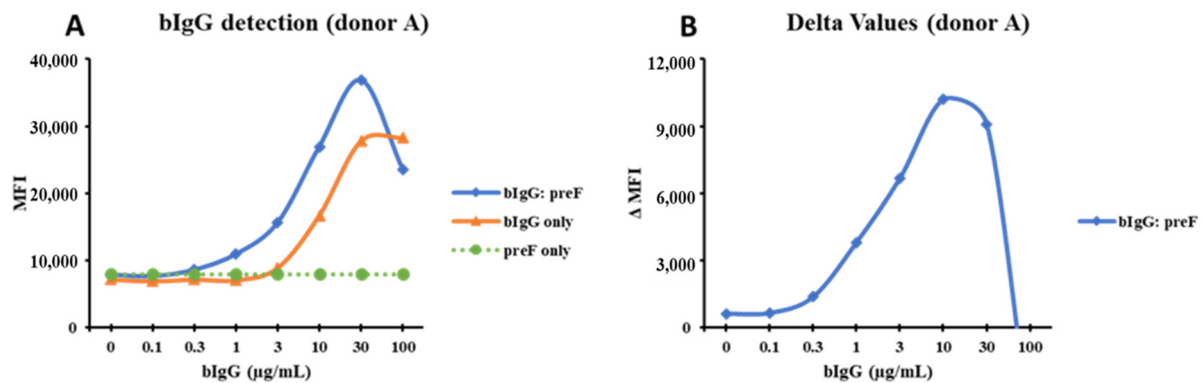 A
bIgG detection (donor A)
40,000
30,000
20,000
10,000
0
MFI
0 0.1 0.3 1 3 10 30 100
bIgG (µg/mL)
bIgG: preF
bIgG only
preF only
B
Delta Values (donor A)
12,000
9,000
6,000
3,000
0
Δ MFI
0 0.1 0.3 1 3 10 30 100
bIgG (µg/mL)
bIgG: preF